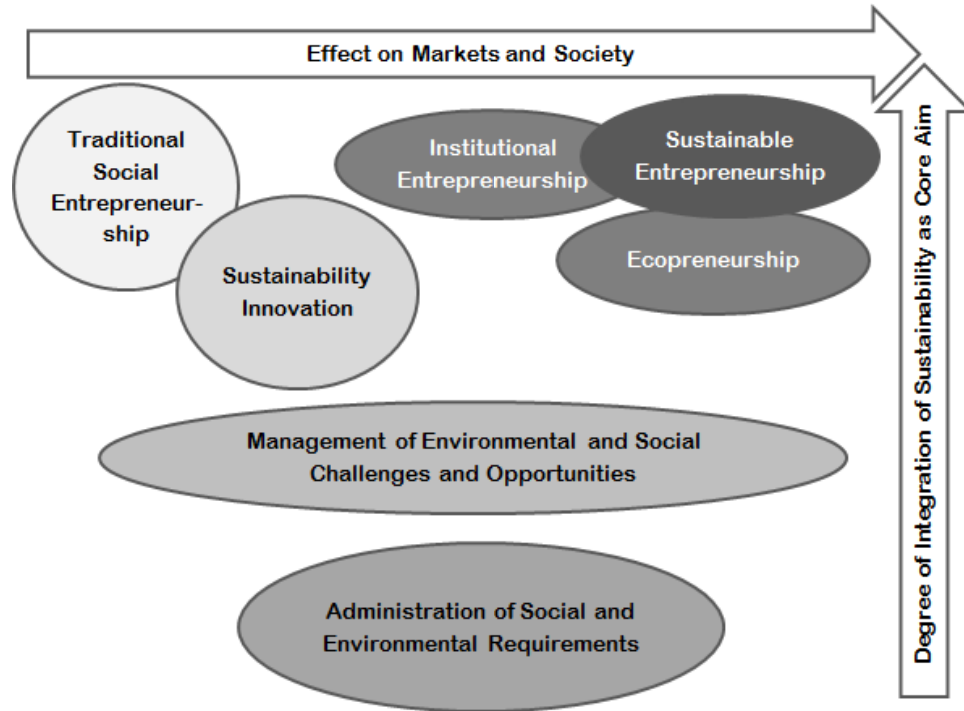 Effect on Markets and Society
Traditional
Social
Entrepreneur-
ship
Institutional
Entrepreneurship
Sustainable
Entrepreneurship
Sustainability
Innovation
Ecopreneurship
Management of Environmental and Social
Challenges and Opportunities
Administration of Social and
Environmental Requirements
Degree of Integration of Sustainability as Core Aim